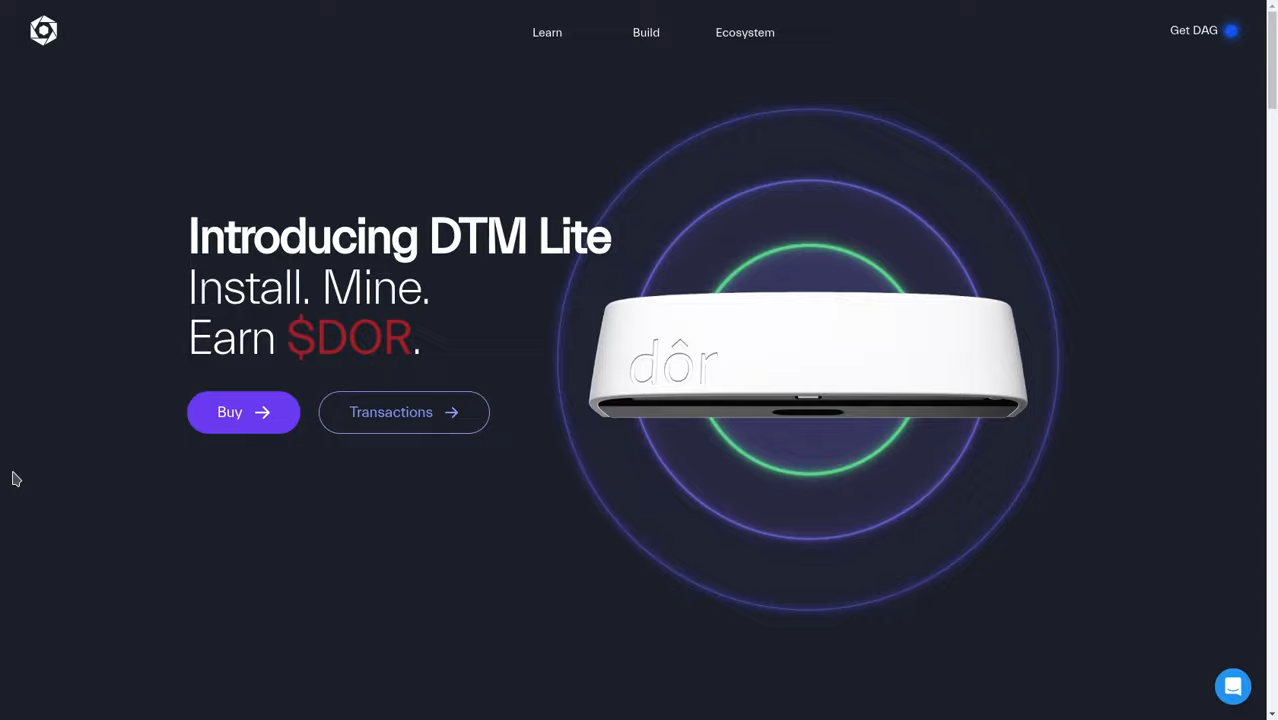 Learn
Build
Ecosystem
Get DAG
Introducing DTM Lite
Install. Mine.
Earn $DOR.
Buy
Transactions
dôr